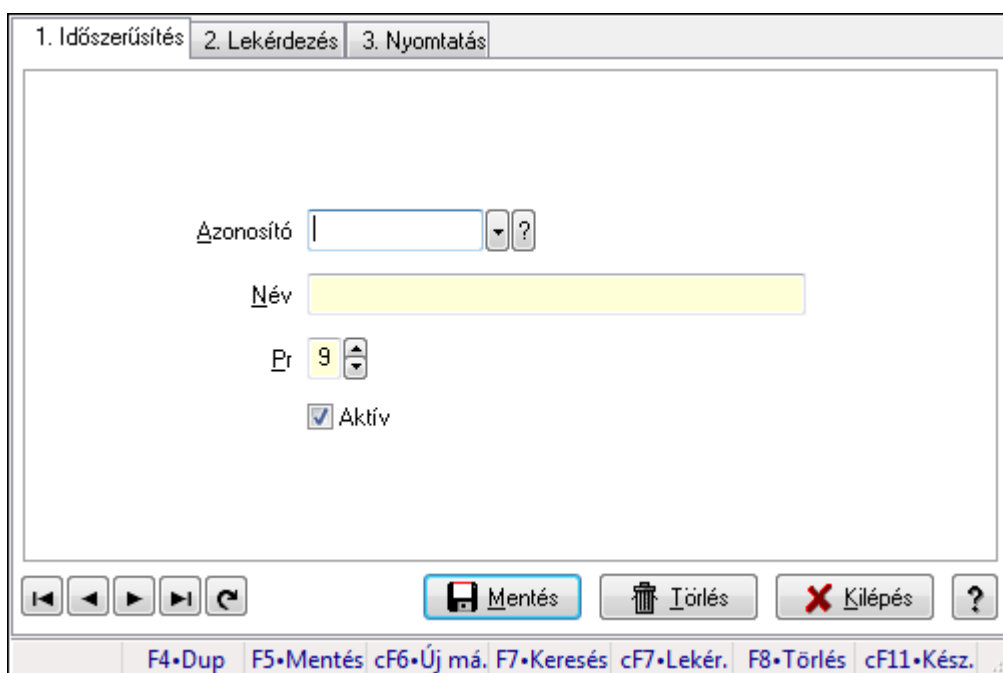 1. Időszerűsítés 2. Lekérdezés 3. Nyomtatás
Azonosító ?
Név
Pr 9
Aktív
Mentés Törlés Kilépés ?
F4•Dup F5•Mentés cF6•Új má. F7•Keresés cF7•Lekér. F8•Törlés cF11•Kész.